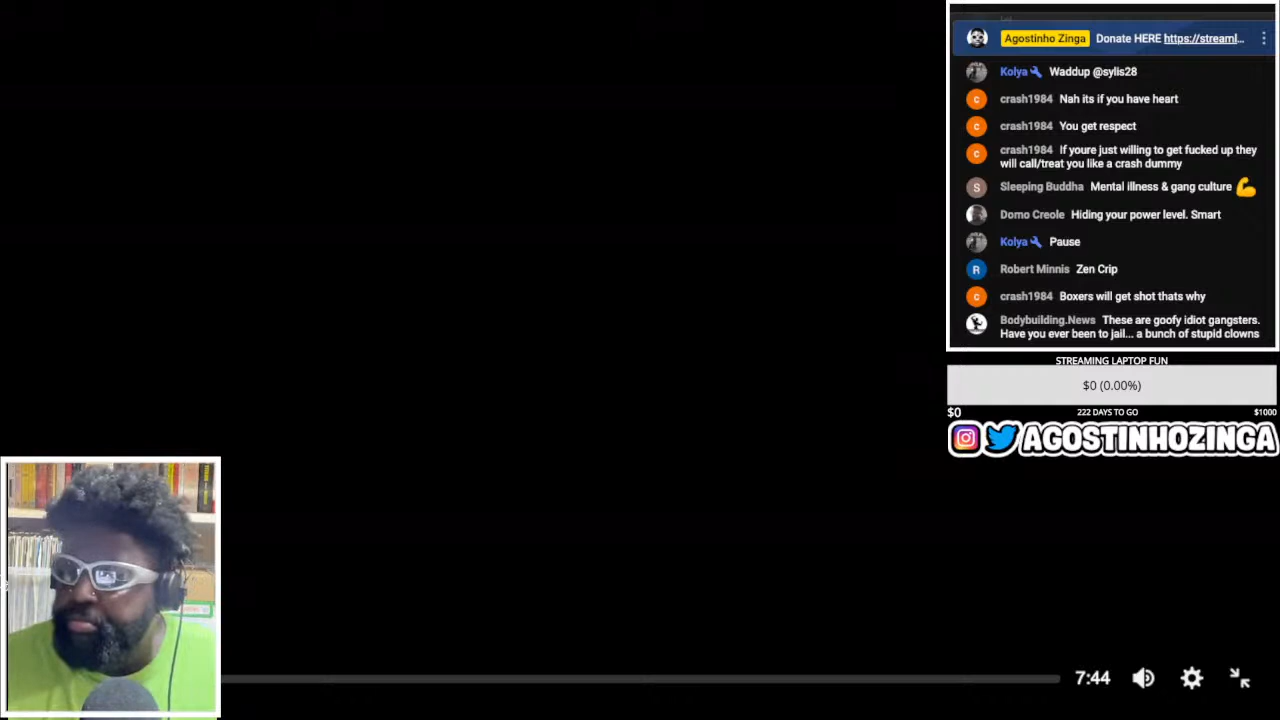 Agostinho Zinga Donate HERE https://streaml...
Kolya Waddup @sylis28
crash1984 Nah its if you have heart
crash1984 You get respect
crash1984 If youre just willing to get fucked up they
will call/treat you like a crash dummy
Sleeping Buddha Mental illness & gang culture 💪
Domo Creole Hiding your power level. Smart
Kolya Pause
Robert Minnis Zen Crip
crash1984 Boxers will get shot thats why
Bodybuilding.News These are goofy idiot gangsters.
Have you ever been to jail... a bunch of stupid clowns
STREAMING LAPTOP FUN
$0 (0.00%)
$0 222 DAYS TO GO $1000
AGOSTINHOZINGA
7:44